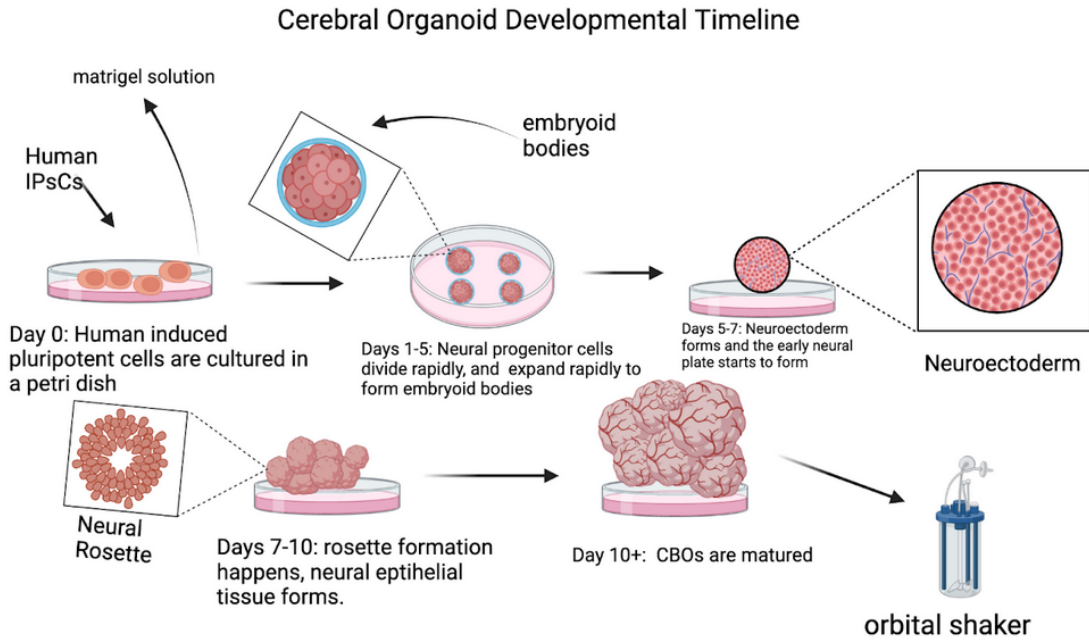 Cerebral Organoid Developmental Timeline
matrigel solution
Human
IPsCs
embryoid
bodies
Day 0: Human induced
pluripotent cells are cultured in
a petri dish
Days 1-5: Neural progenitor cells
divide rapidly, and expand rapidly to
form embryoid bodies
Days 5-7: Neuroectoderm
forms and the early neural
plate starts to form
Neuroectoderm
Neural
Rosette
Days 7-10: rosette formation
happens, neural eptihelial
tissue forms.
Day 10+: CBOs are matured
orbital shaker